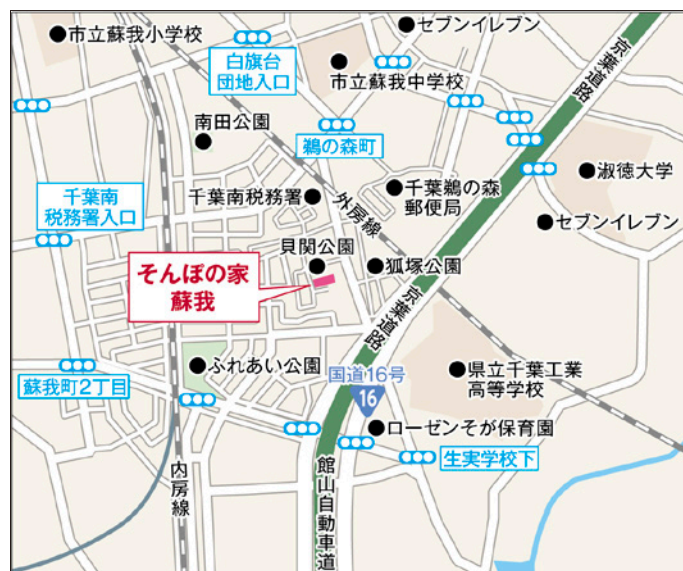 セブンイレブン
市立蘇我小学校
京葉道路
白旗台
団地入口
市立蘇我中学校
南田公園
鵜の森町
淑徳大学
千葉南
税務署入口
千葉南税務署
千葉鵜の森
郵便局
外房線
セブンイレブン
貝関公園
狐塚公園
そんぽの家
蘇我
京葉道路
ふれあい公園
国道16号
16
県立千葉工業
高等学校
蘇我町2丁目
ローゼンそが保育園
生実学校下
内房線
館山自動車道